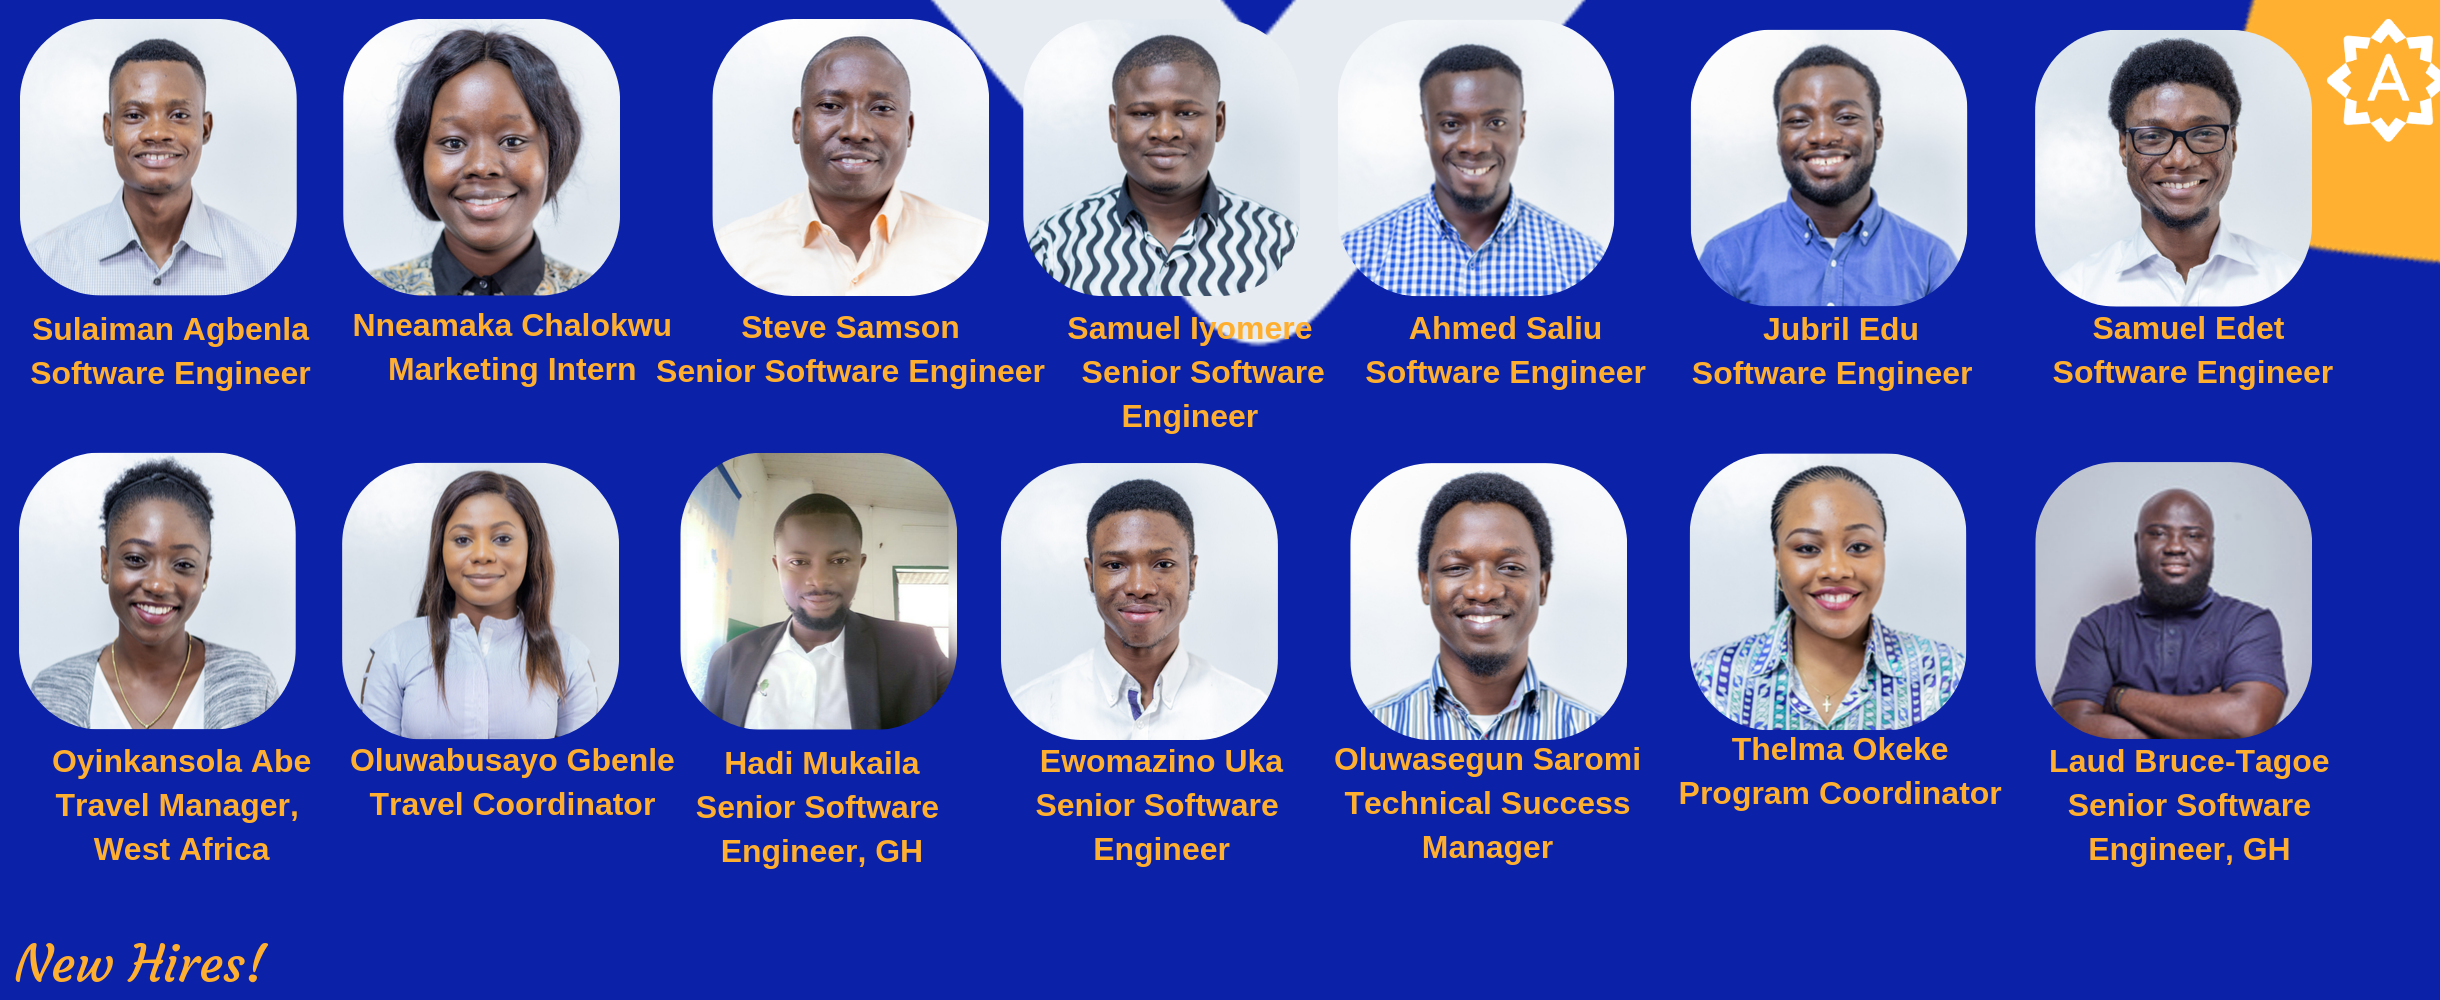 A
Sulaiman Agbenla
Software Engineer
Nneamaka Chalokwu
Marketing Intern
Steve Samson
Senior Software Engineer
Samuel Iyomere
Senior Software
Engineer
Ahmed Saliu
Software Engineer
Jubril Edu
Software Engineer
Samuel Edet
Software Engineer
Oyinkansola Abe
Travel Manager,
West Africa
Oluwabusayo Gbenle
Travel Coordinator
Hadi Mukaila
Senior Software
Engineer, GH
Ewomazino Uka
Senior Software
Engineer
Oluwasegun Saromi
Technical Success
Manager
Thelma Okeke
Program Coordinator
Laud Bruce-Tagoe
Senior Software
Engineer, GH
New Hires!